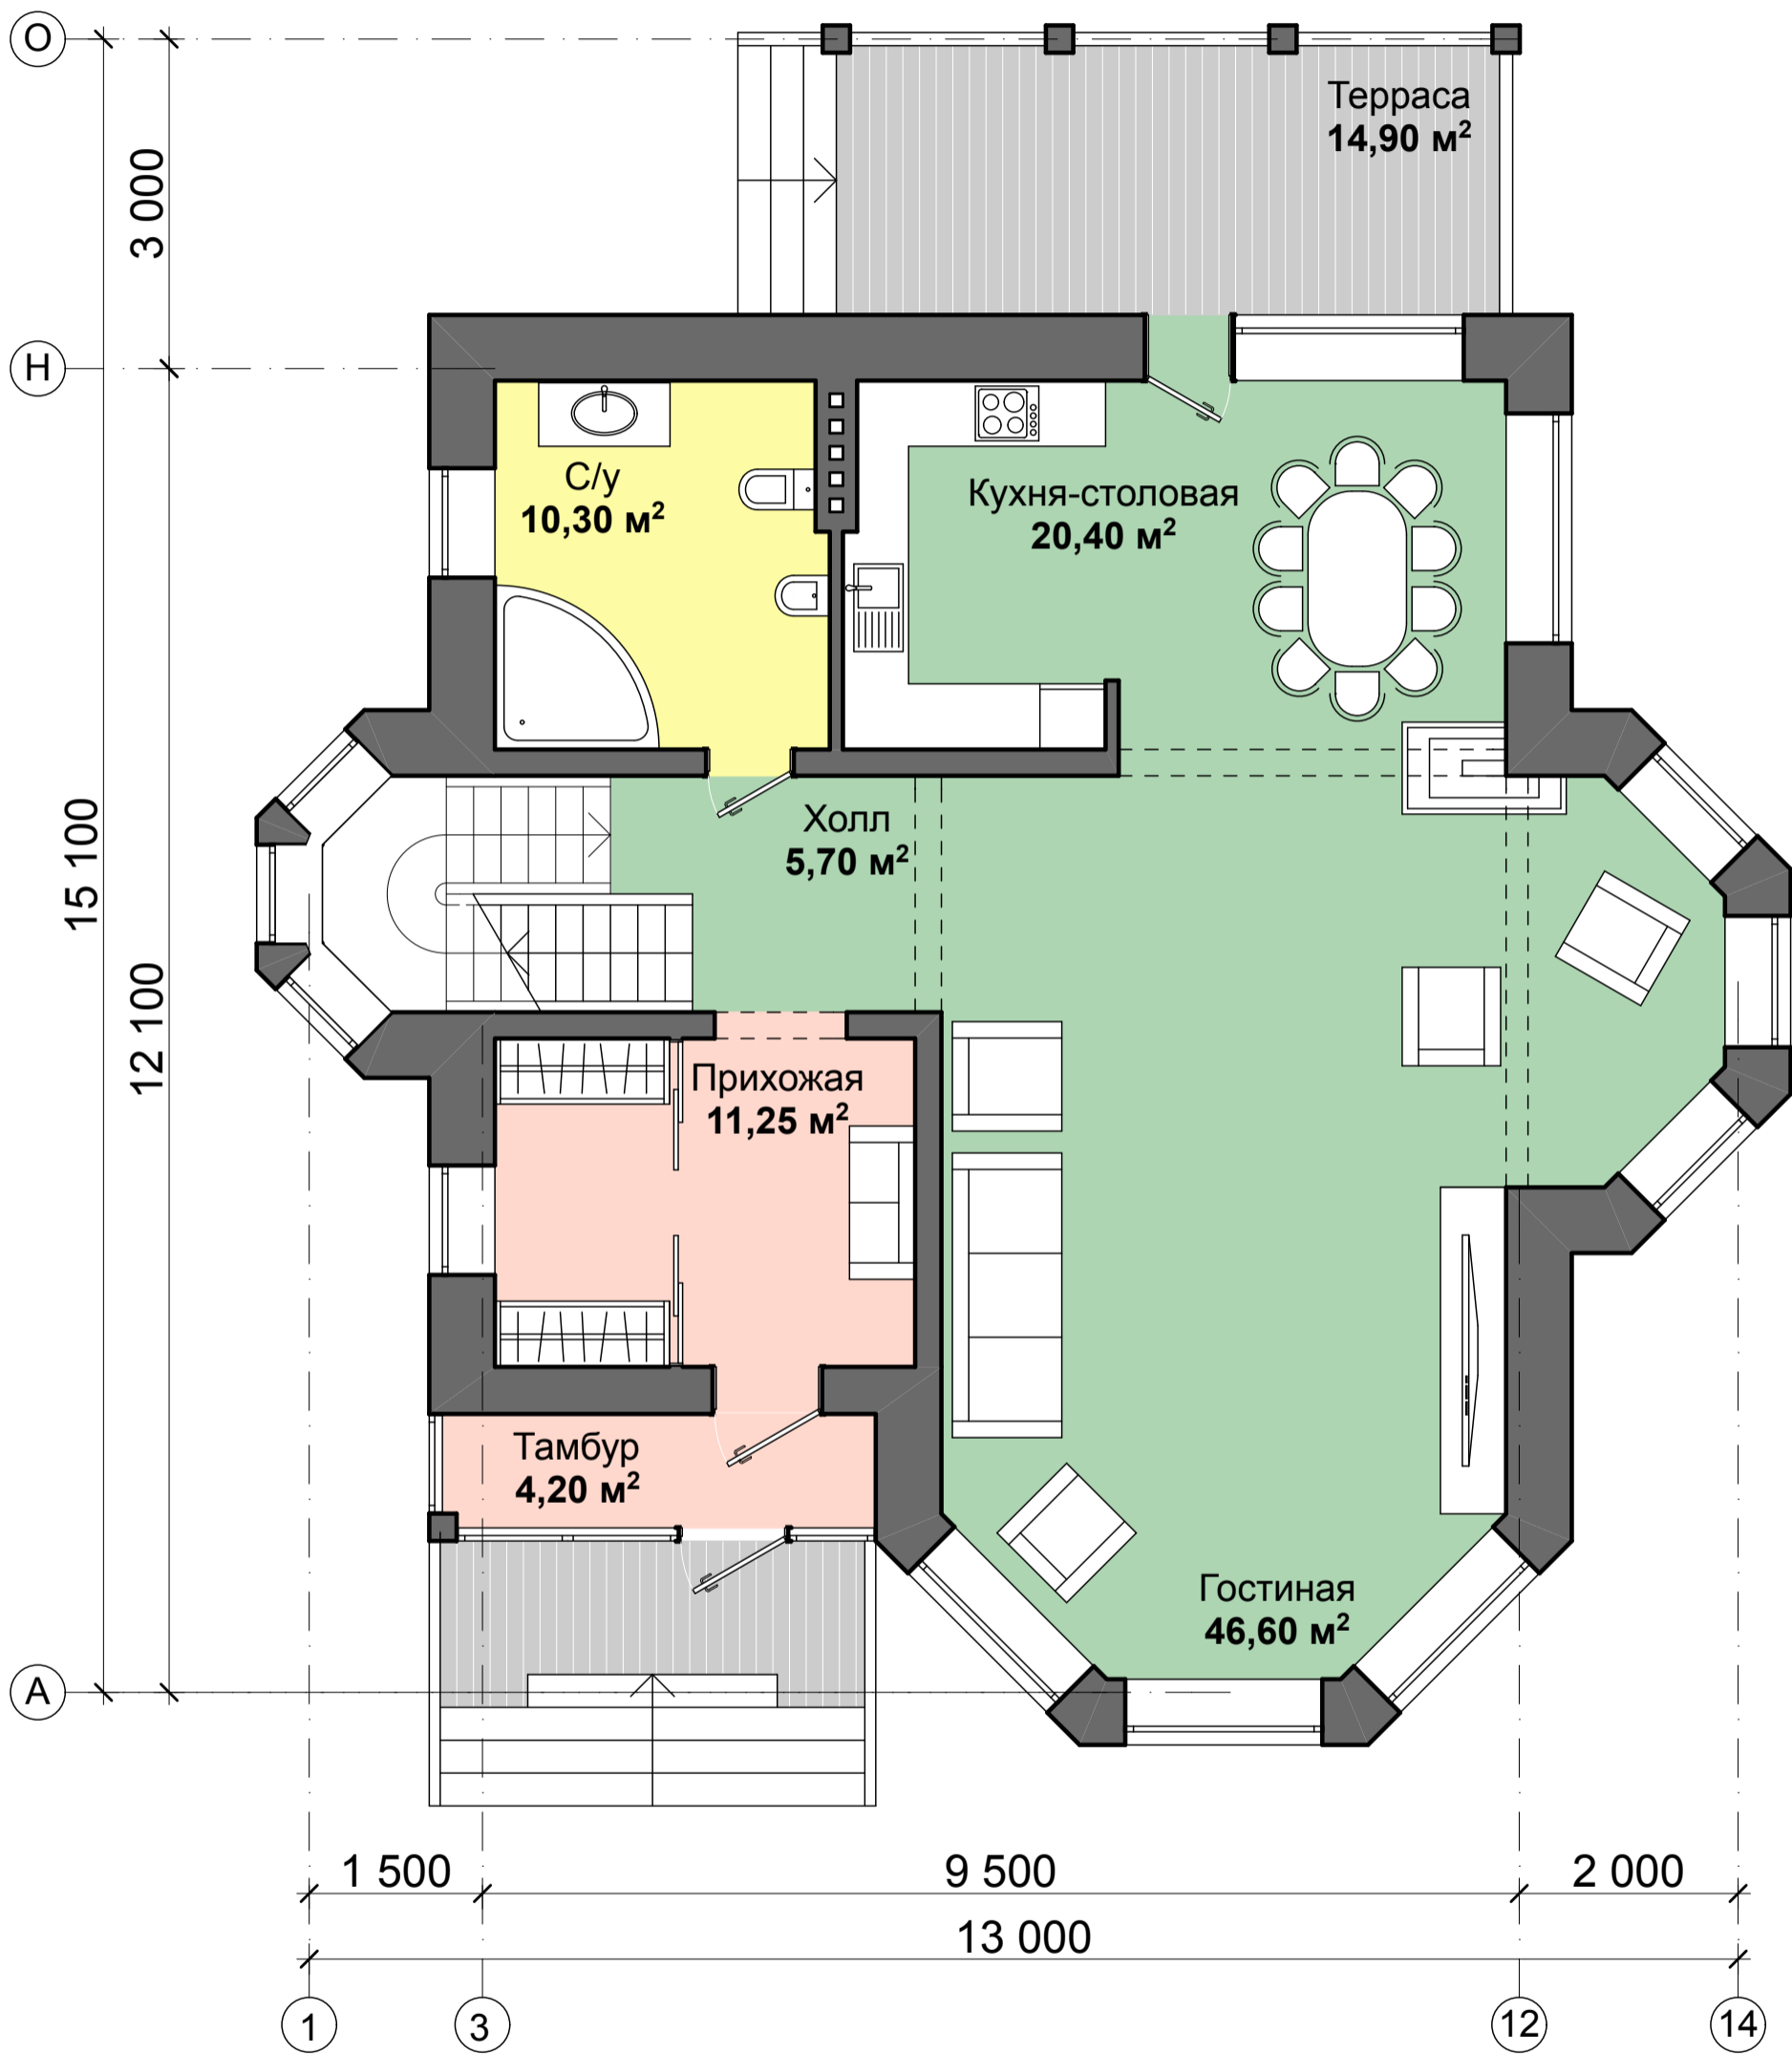 О
Терраса
14,90 м²
3 000
Н
С/у
10,30 м²
Кухня-столовая
20,40 м²
15 100
Холл
5,70 м²
12 100
Прихожая
11,25 м²
Тамбур
4,20 м²
Гостиная
46,60 м²
А
1 500
9 500
2 000
13 000
1
3
12
14